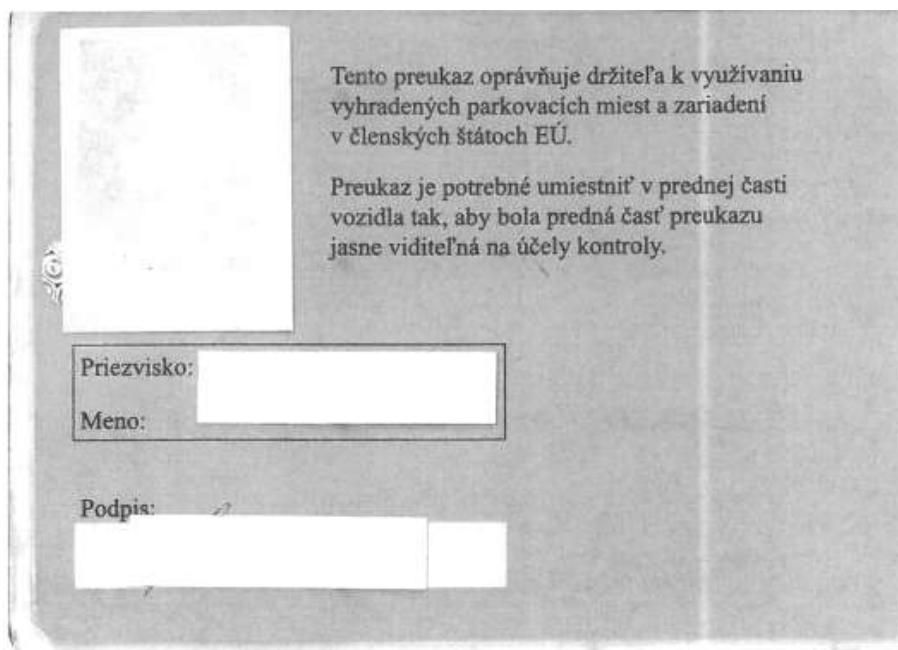 Tento preukaz oprávňuje držiteľa k využívaniu
vyhradených parkovacích miest a zariadení
v členských štátoch EÚ.
Preukaz je potrebné umiestniť v prednej časti
vozidla tak, aby bola predná časť preukazu
jasne viditeľná na účely kontroly.
Priezvisko:
Meno:
Podpis: